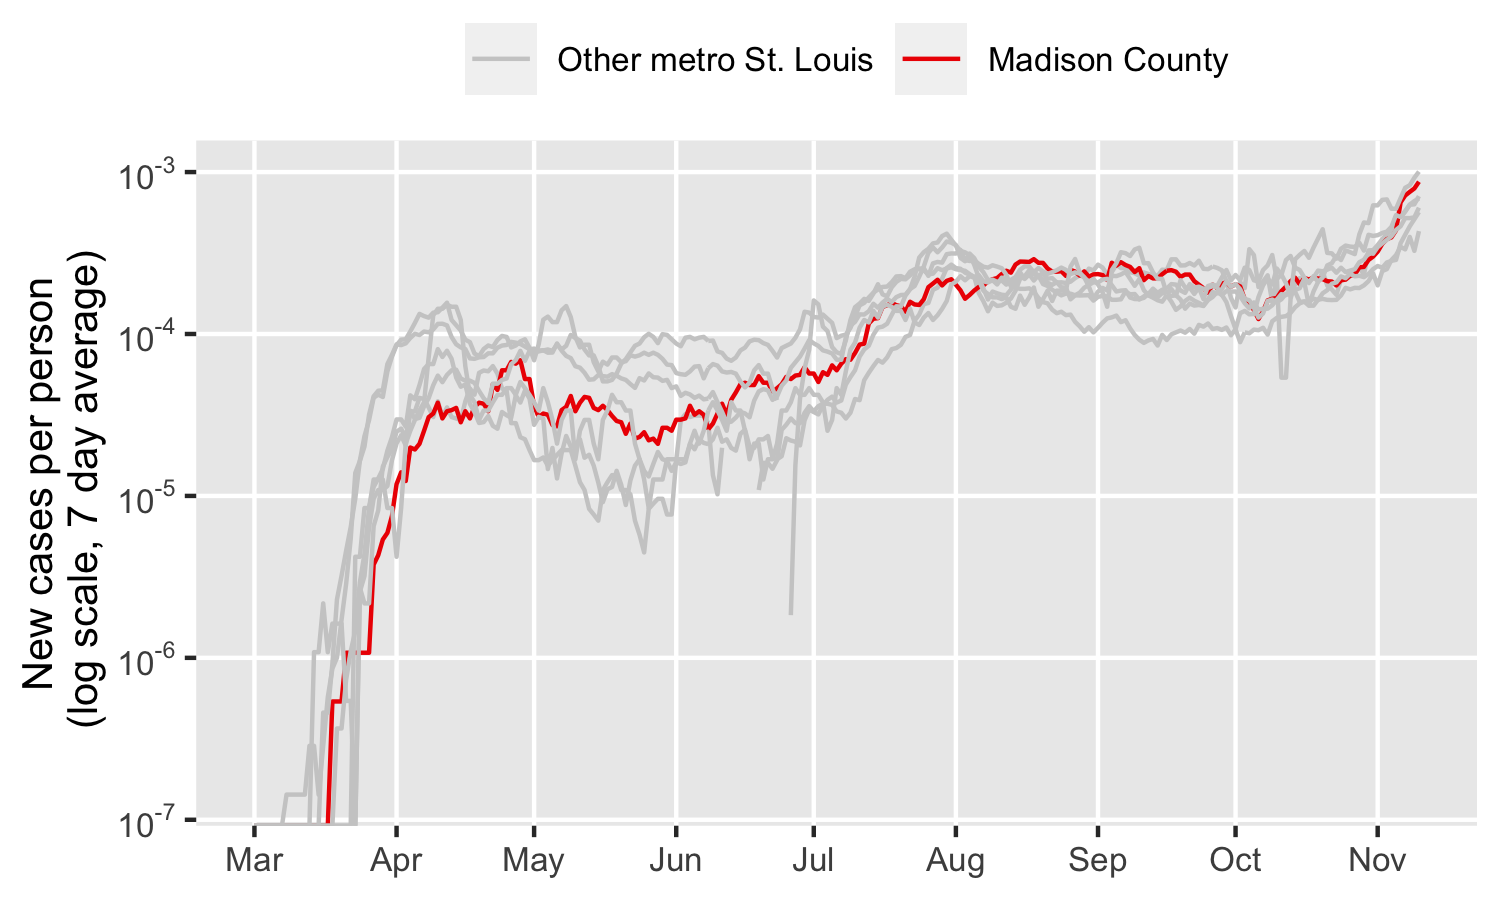 Other metro St. Louis Madison County
New cases per person
(log scale, 7 day average)
10-3
10-4
10-5
10-6
10-7
Mar Apr May Jun Jul Aug Sep Oct Nov